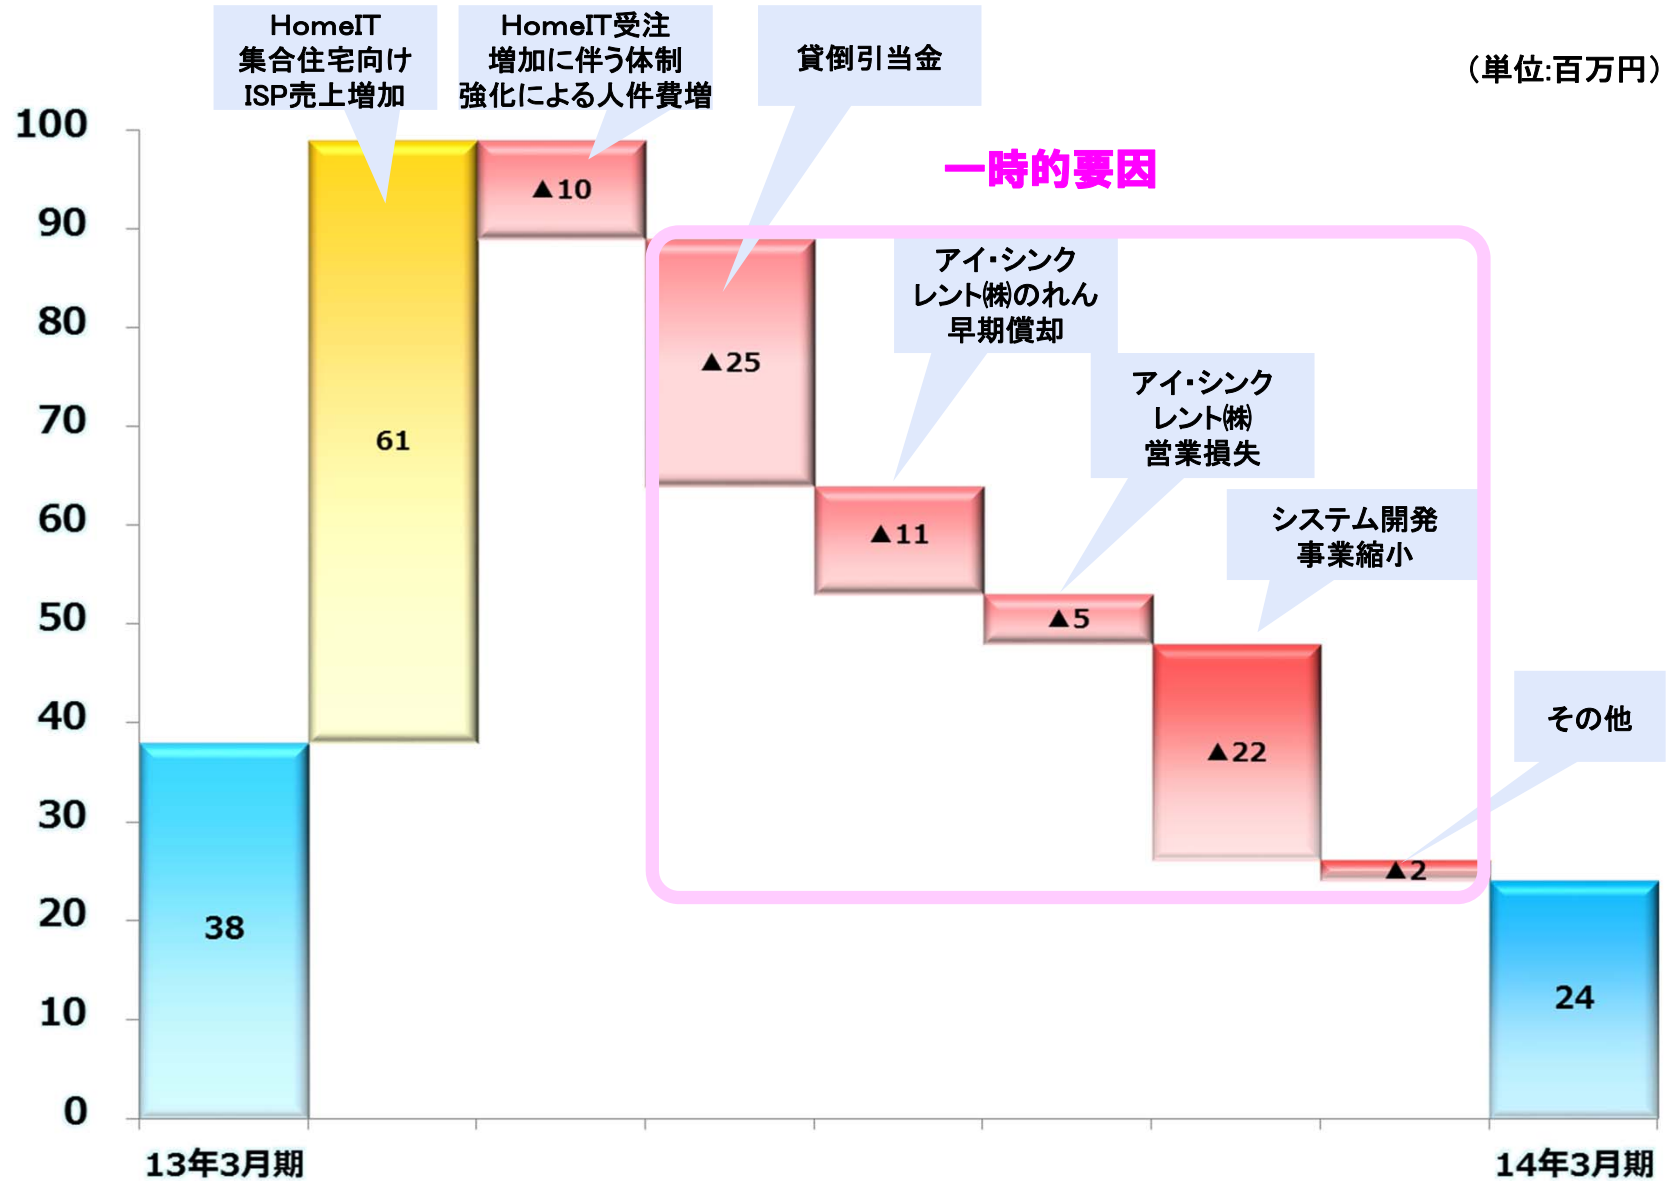 HomeIT
集合住宅向け
ISP売上増加
HomeIT受注
増加に伴う体制
強化による人件費増
貸倒引当金
（単位:百万円）
一時的要因
アイ・シンク
レント㈱のれん
早期償却
アイ・シンク
レント㈱
営業損失
システム開発
事業縮小
その他
100
90
80
70
60
50
40
30
20
10
0
38
61
▲10
▲25
▲11
▲5
▲22
▲2
24
13年3月期
14年3月期